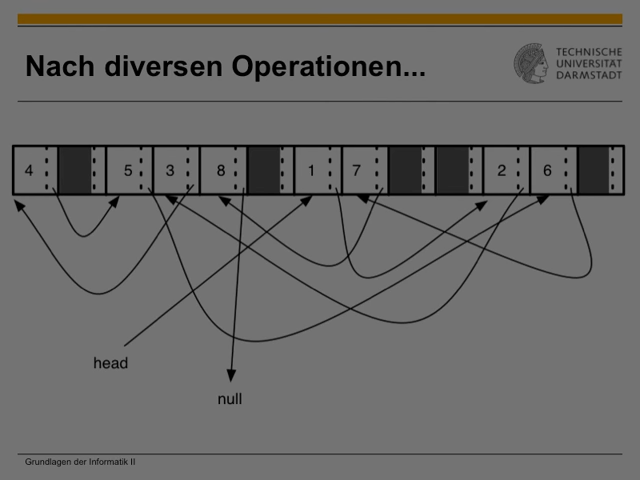 Nach diversen Operationen...
TECHNISCHE
UNIVERSITÄT
DARMSTADT
4 5 3 8 1 7 2 6
head
null
Grundlagen der Informatik II